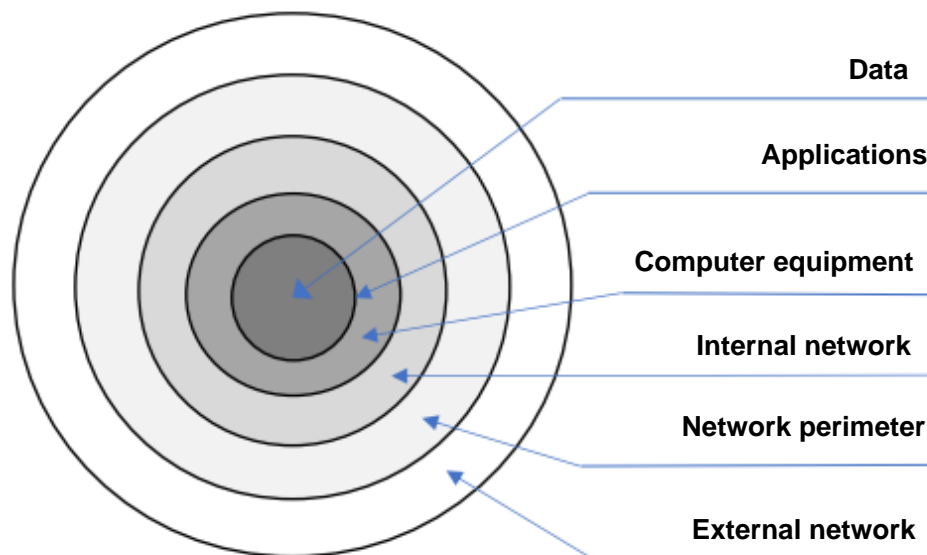 Data
Applications
Computer equipment
Internal network
Network perimeter
External network